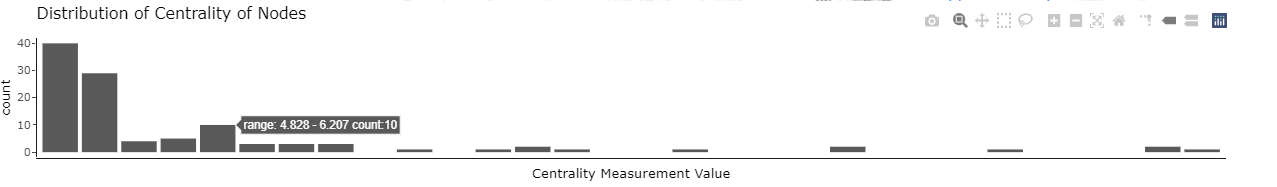 Distribution of Centrality of Nodes
40
30
20
10
0
count
range: 4.828 - 6.207 count:10
Centrality Measurement Value